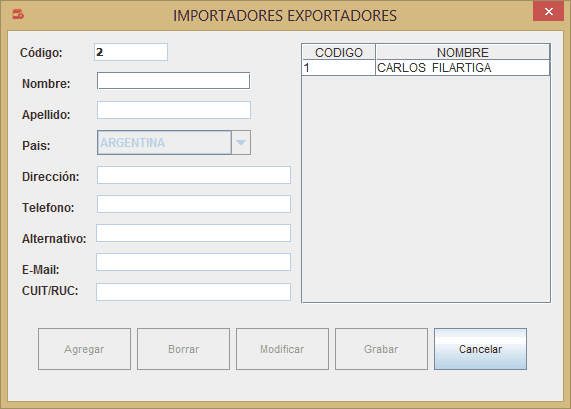 IMPORTADORES EXPORTADORES
Código: 2
Nombre:
Apellido:
Pais: ARGENTINA
Dirección:
Telefono:
Alternativo:
E-Mail:
CUIT/RUC:
CODIGO NOMBRE
1 CARLOS FILARTIGA
Agregar Borrar Modificar Grabar Cancelar